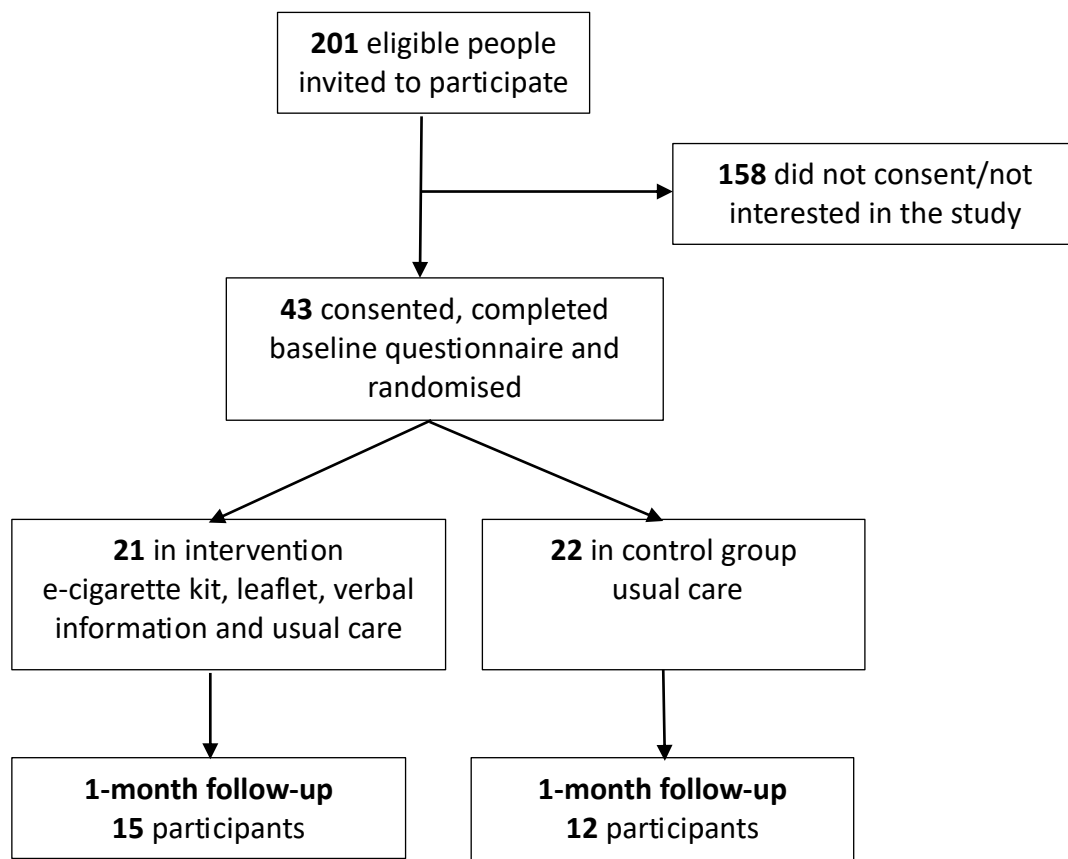 201 eligible people
invited to participate
158 did not consent/not
interested in the study
43 consented, completed
baseline questionnaire and
randomised
21 in intervention
e-cigarette kit, leaflet, verbal
information and usual care
22 in control group
usual care
1-month follow-up
15 participants
1-month follow-up
12 participants